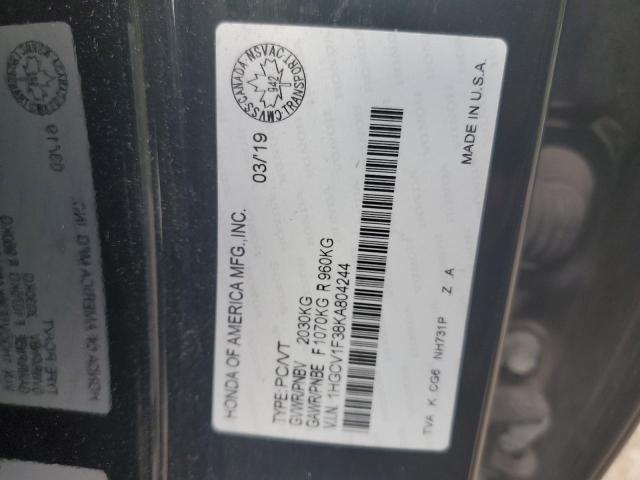 HONDA OF AMERICA MFG.,INC.
03/'19
CANADA MSVAC
942
CMVSS TRANSPORT
TYPE:PC/VT
GVWR/PNBV 2030KG
GAWR/PNBE F1070KG R 960KG
V.I.N. 1HGCV1F38KA804244
TVA K CG6 NH731P Z A
MADE IN U.S.A.